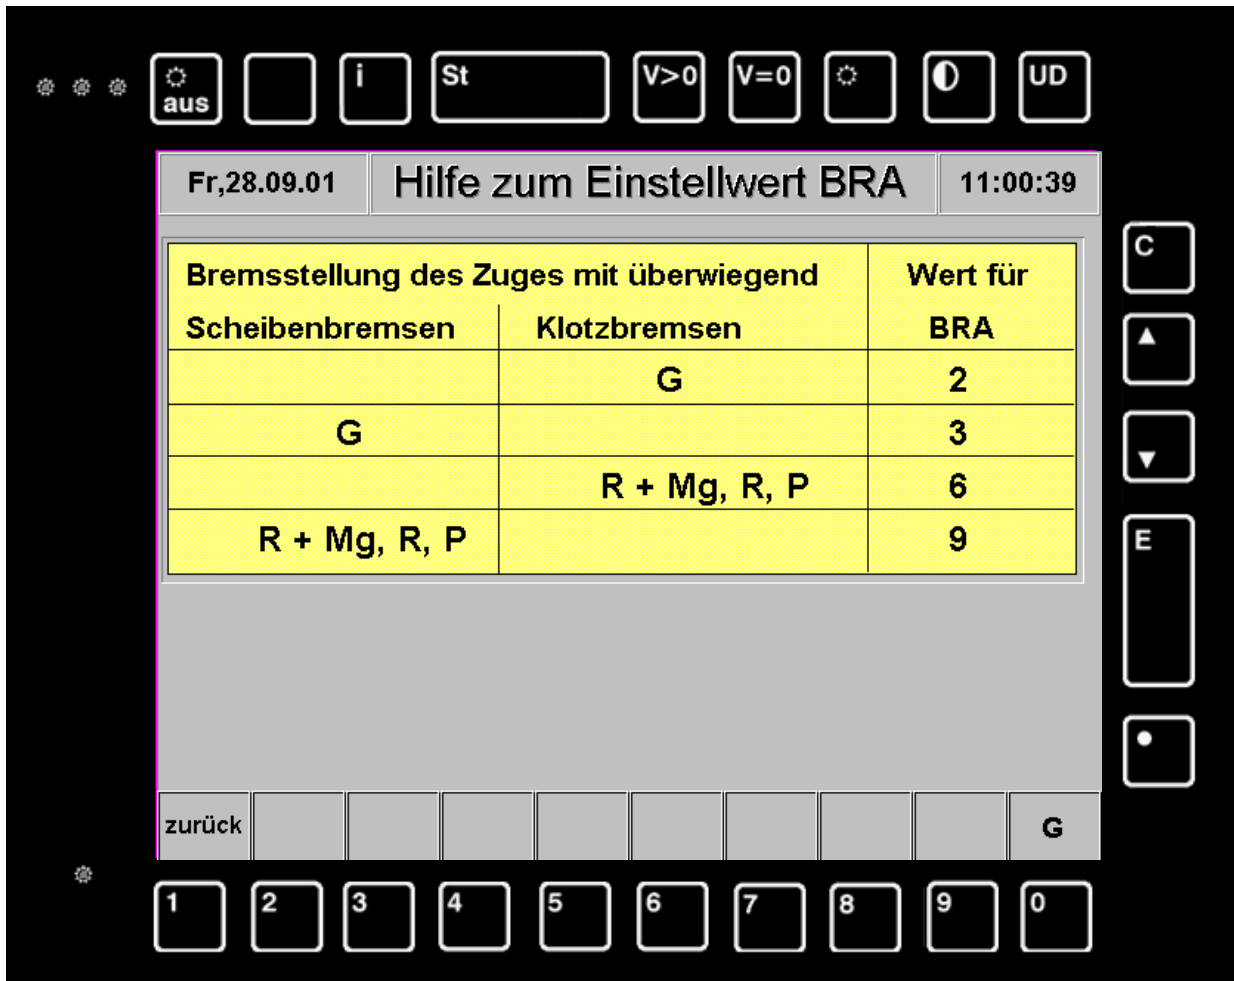 aus i St V>0 V=0 UD
Fr,28.09.01 Hilfe zum Einstellwert BRA 11:00:39
Bremsstellung des Zuges mit überwiegend Wert für
Scheibenbremsen Klotzbremsen BRA
G 2
G 3
R + Mg, R, P 6
R + Mg, R, P 9
C
E
zurück G
1 2 3 4 5 6 7 8 9 0